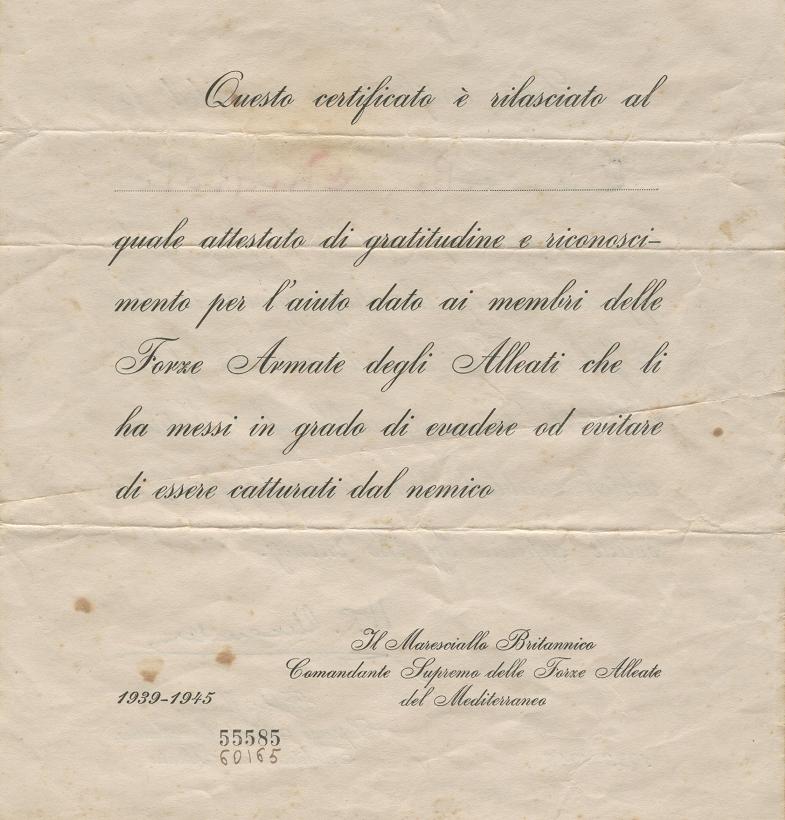 Questo certificato è rilasciato al
quale attestato di gratitudine e riconosci-
mento per l'aiuto dato ai membri delle
Forze Armate degli Alleati che li
ha messi in grado di evadere od evitare
di essere catturati dal nemico
Il Maresciallo Britannico
Comandante Supremo delle Forze Alleate
del Mediterraneo
1939-1945
55585
60165